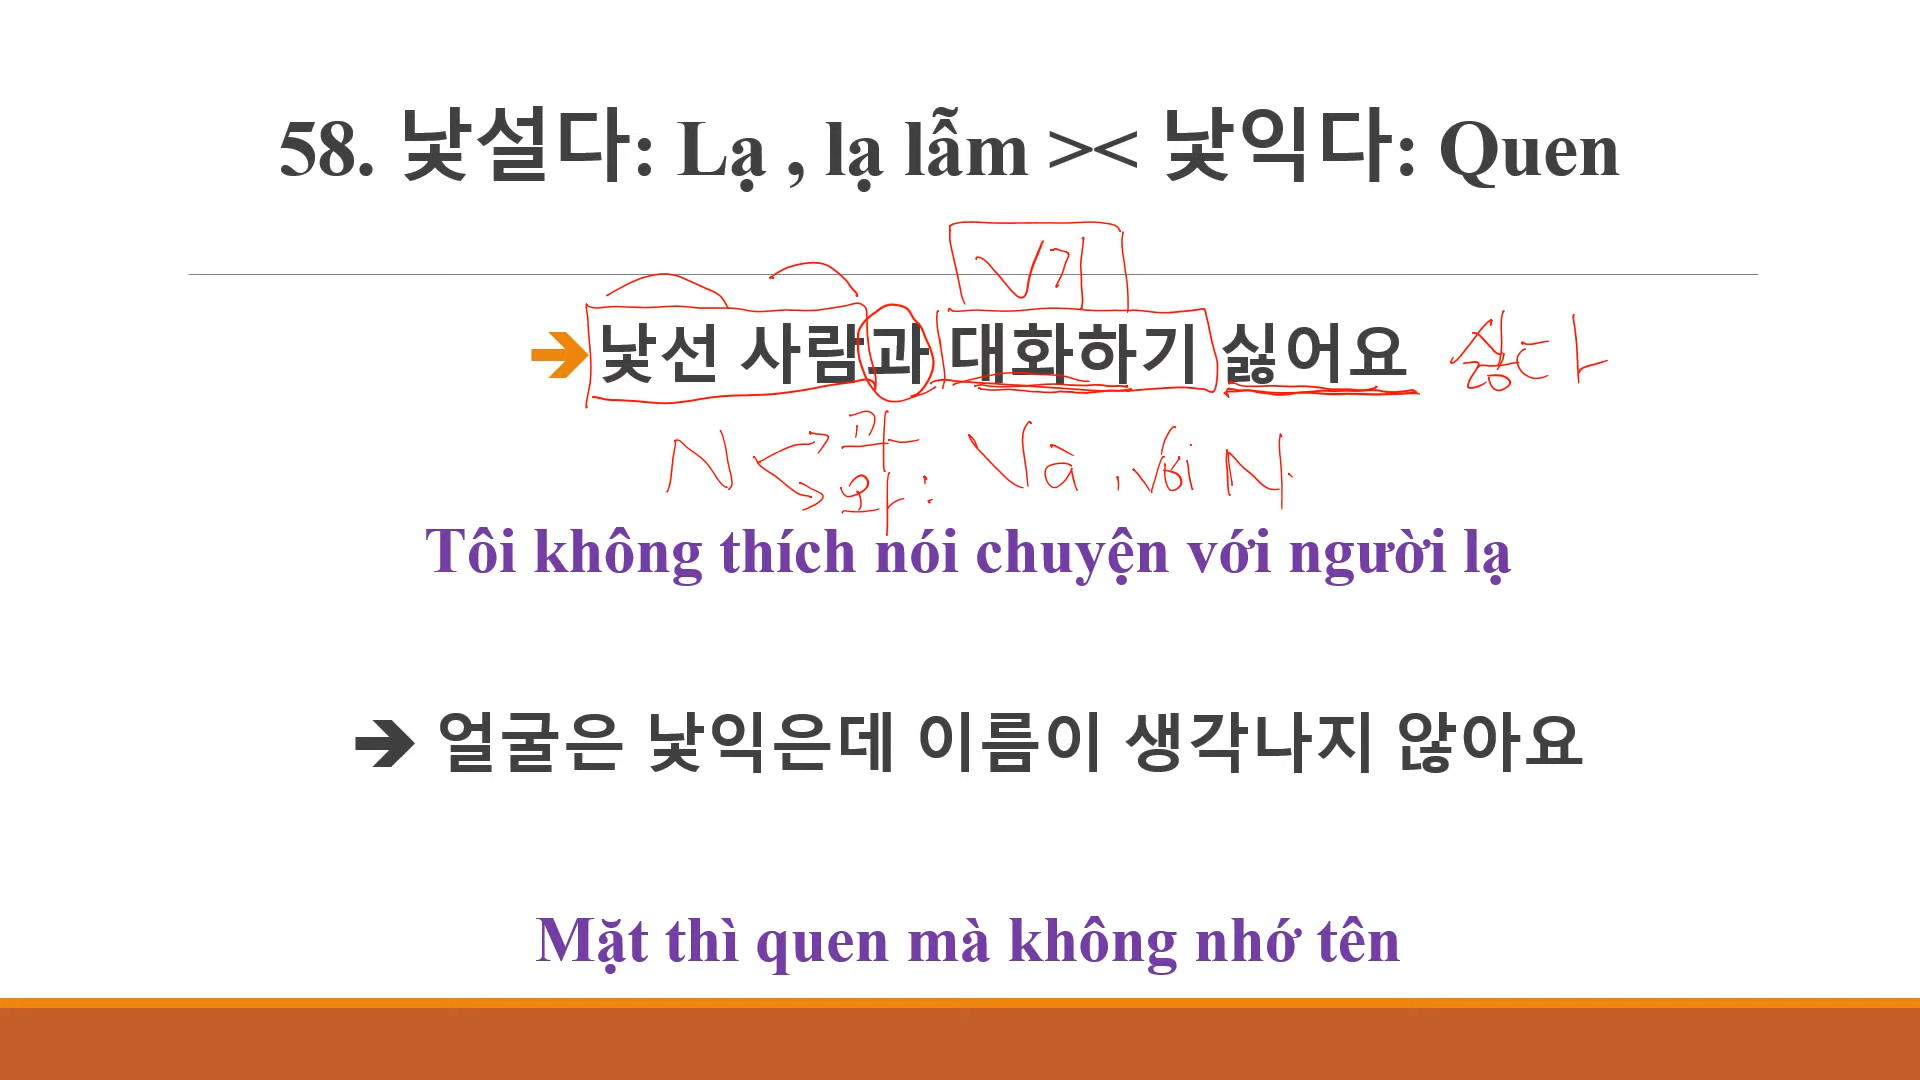 58. 낯설다: Lạ , lạ lẫm >< 낯익다: Quen
V기
➔낯선 사람과 대화하기 싫어요 싫다
N 과 와 : Và , với N.
Tôi không thích nói chuyện với người lạ
➔ 얼굴은 낯익은데 이름이 생각나지 않아요
Mặt thì quen mà không nhớ tên